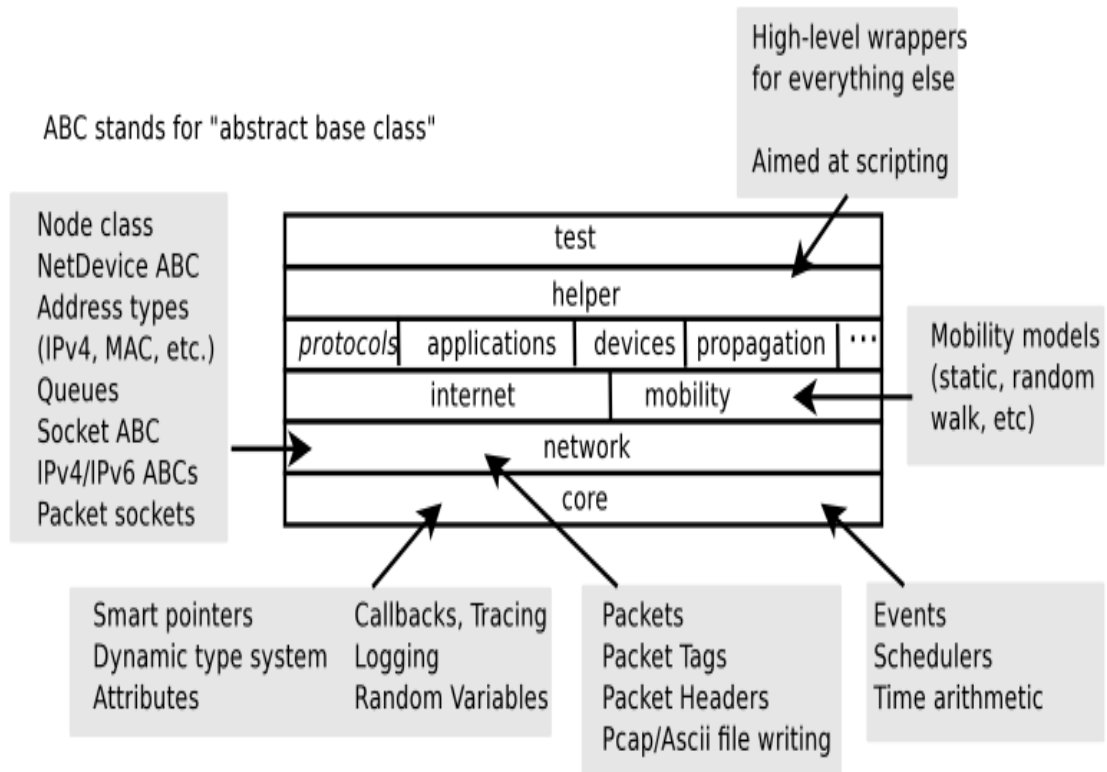 High-level wrappers
for everything else
Aimed at scripting
ABC stands for "abstract base class"
Node class
NetDevice ABC
Address types
(IPv4, MAC, etc.)
Queues
Socket ABC
IPv4/IPv6 ABCs
Packet sockets
test
helper
protocols applications devices propagation ...
internet mobility
network
core
Mobility models
(static, random
walk, etc)
Smart pointers Callbacks, Tracing
Dynamic type system Logging
Attributes Random Variables
Packets
Packet Tags
Packet Headers
Pcap/Ascii file writing
Events
Schedulers
Time arithmetic